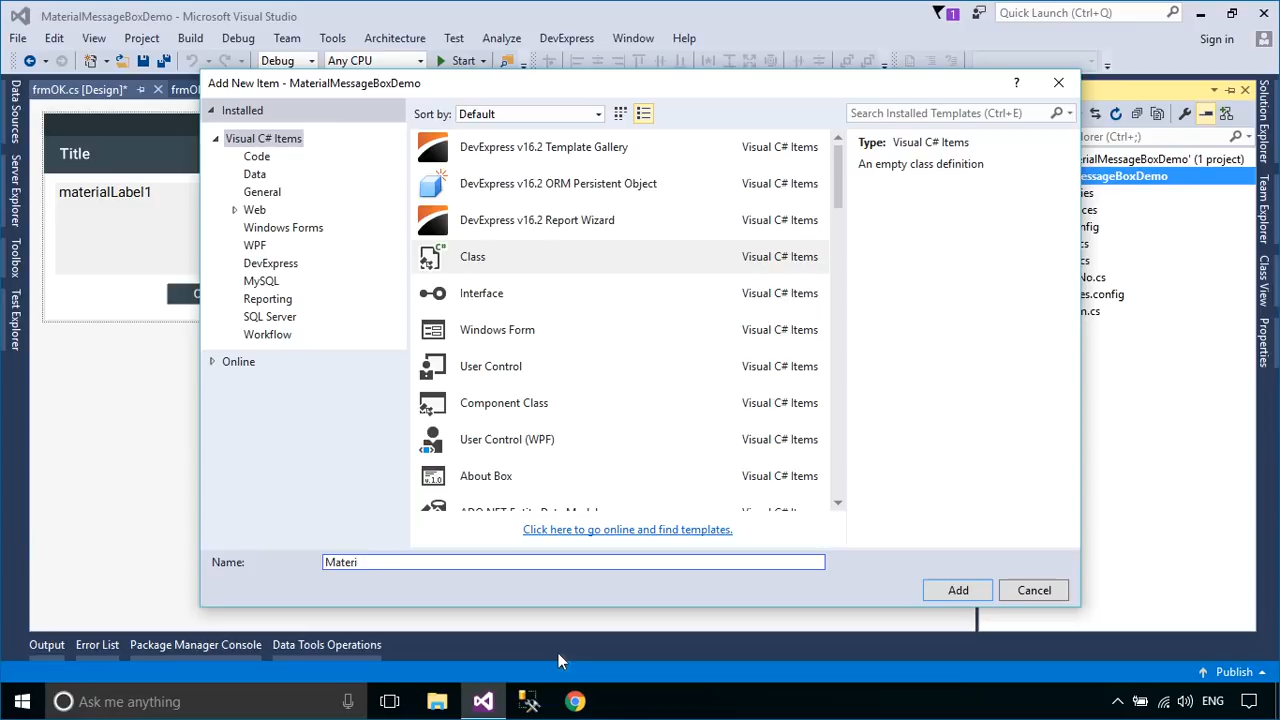 MaterialMessageBoxDemo - Microsoft Visual Studio
1
Quick Launch (Ctrl+Q)
File Edit View Project Build Debug Team Tools Architecture Test Analyze DevExpress Window Help
Sign in
Debug Any CPU Start
frmOK.cs [Design]*
Add New Item - MaterialMessageBoxDemo
?
Installed
Sort by: Default
Search Installed Templates (Ctrl+E)
Visual C# Items
Code
Data
General
Web
Windows Forms
WPF
DevExpress
MySQL
Reporting
SQL Server
Workflow
Online
DevExpress v16.2 Template Gallery Visual C# Items
DevExpress v16.2 ORM Persistent Object Visual C# Items
DevExpress v16.2 Report Wizard Visual C# Items
Class Visual C# Items
Interface Visual C# Items
Windows Form Visual C# Items
User Control Visual C# Items
Component Class Visual C# Items
User Control (WPF) Visual C# Items
About Box Visual C# Items
Type: Visual C# Items
An empty class definition
Click here to go online and find templates.
Name: Materi
Add Cancel
Title
materialLabel1
Data Sources
Server Explorer
Toolbox
Test Explorer
Solution Explorer
Team Explorer
Class View
Properties
Output Error List Package Manager Console Data Tools Operations
Publish
Ask me anything
ENG